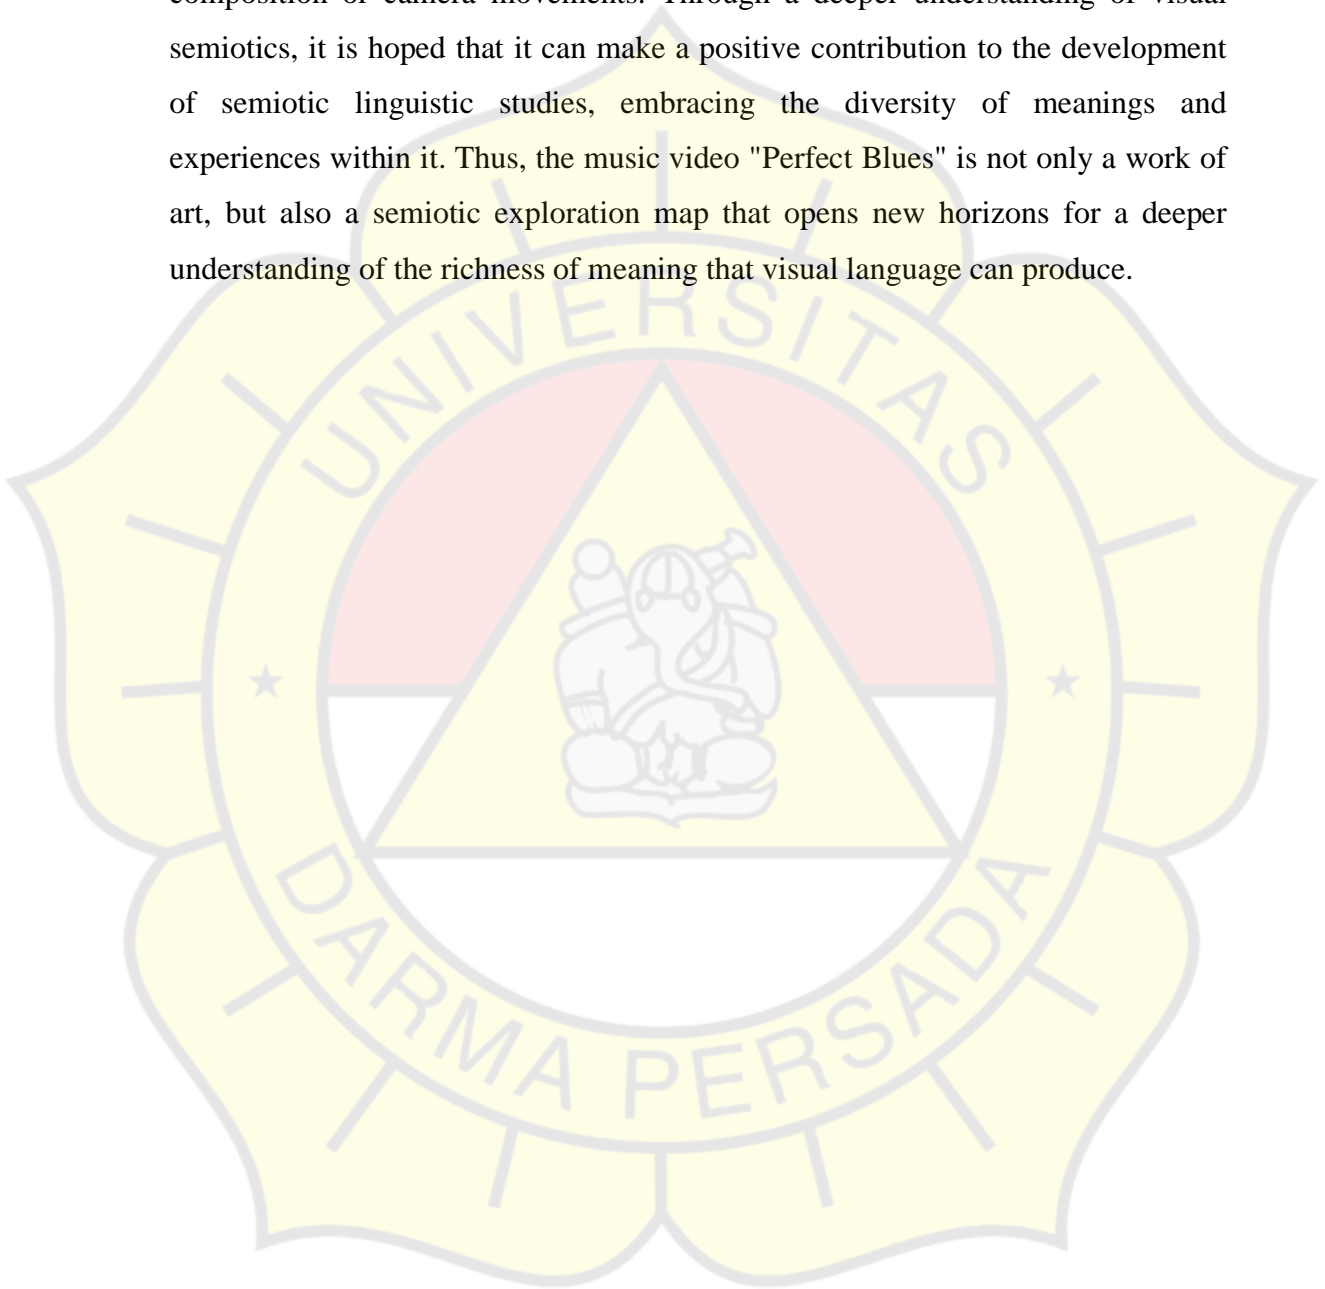 composition or camera movements. Through a deeper understanding of visual
semiotics, it is hoped that it can make a positive contribution to the development
of semiotic linguistic studies, embracing the diversity of meanings and
experiences within it. Thus, the music video "Perfect Blues" is not only a work of
art, but also a semiotic exploration map that opens new horizons for a deeper
understanding of the richness of meaning that visual language can produce.
UNIVERSITAS
DARMA PERSADA